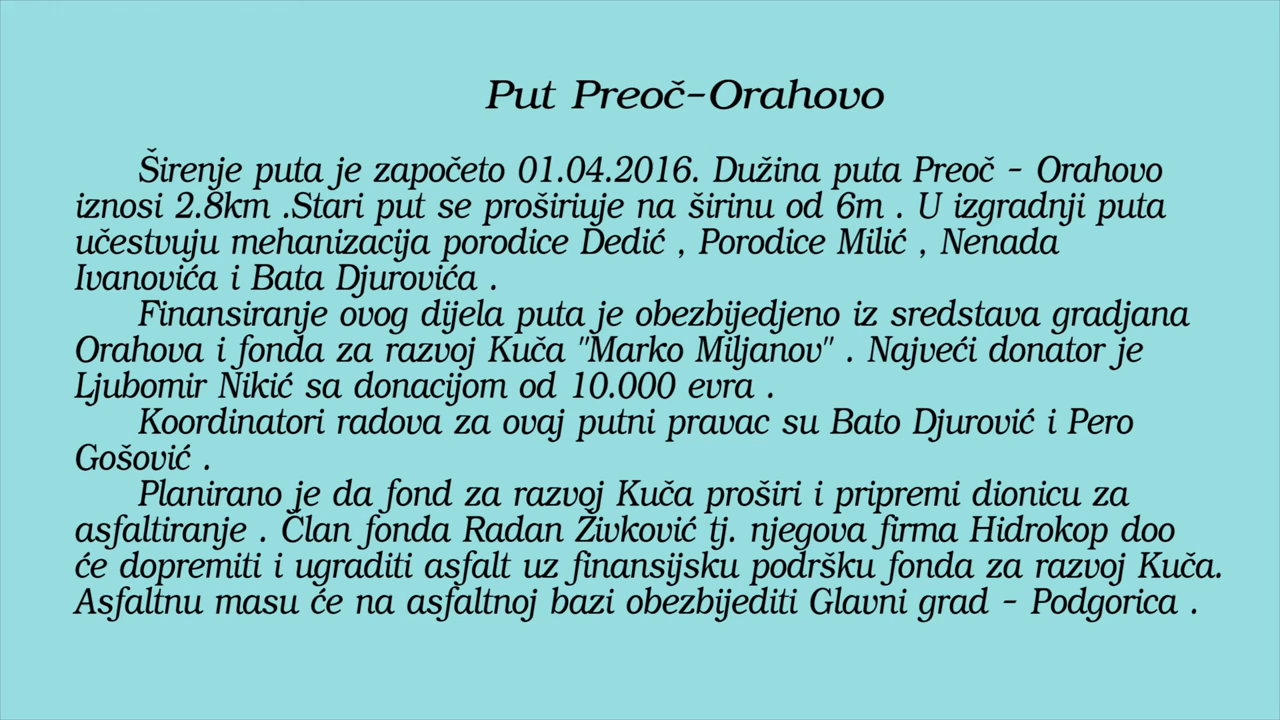 Put Preoč-Orahovo
Širenje puta je započeto 01.04.2016. Dužina puta Preoč - Orahovo
iznosi 2.8km .Stari put se proširiuje na širinu od 6m . U izgradnji puta
učestvuju mehanizacija porodice Dedić , Porodice Milić , Nenada
Ivanovića i Bata Djurovića .
Finansiranje ovog dijela puta je obezbijedjeno iz sredstava gradjana
Orahova i fonda za razvoj Kuča "Marko Miljanov" . Najveći donator je
Ljubomir Nikić sa donacijom od 10.000 evra .
Koordinatori radova za ovaj putni pravac su Bato Djurović i Pero
Gošović .
Planirano je da fond za razvoj Kuča proširi i pripremi dionicu za
asfaltiranje . Član fonda Radan Živković tj. njegova firma Hidrokop doo
će dopremiti i ugraditi asfalt uz finansijsku podršku fonda za razvoj Kuča.
Asfaltnu masu će na asfaltnoj bazi obezbijediti Glavni grad - Podgorica .